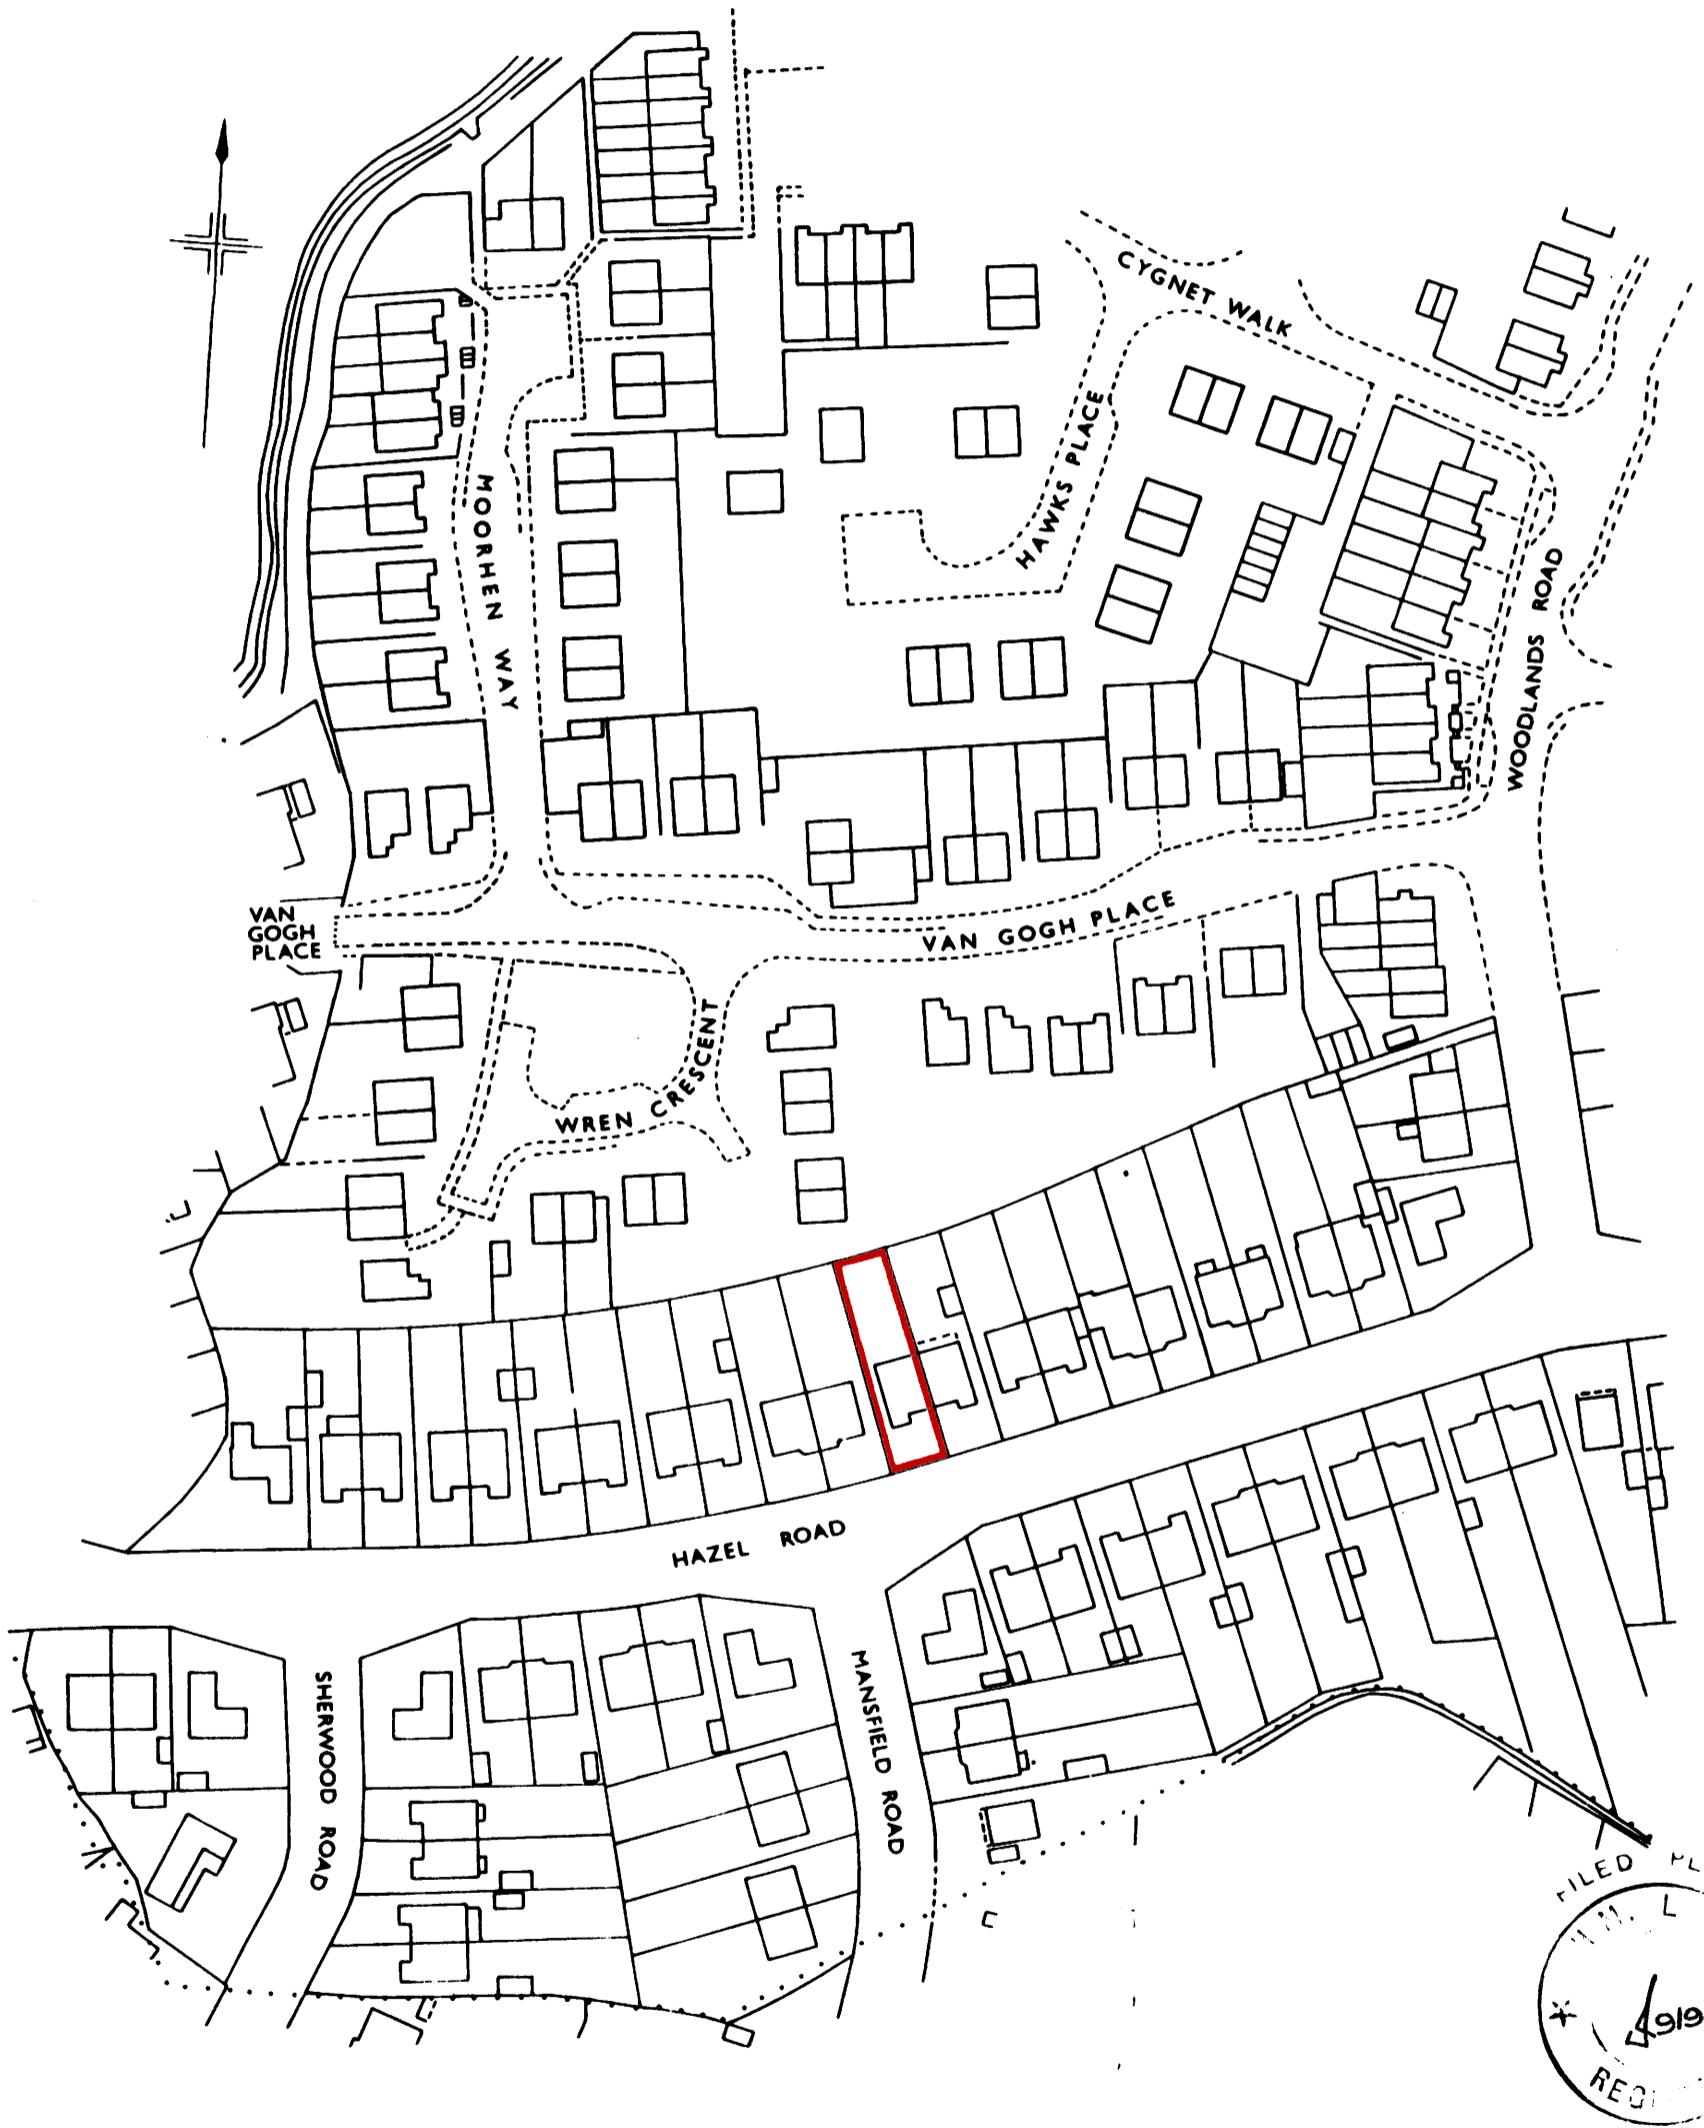 CYGNET WALK
HAWKS PLACE
MOORHEN WAY
WOODLANDS ROAD
VAN
GOGH
PLACE
VAN GOGH PLACE
WREN CRESCENT
HAZEL ROAD
SHERWOOD ROAD
MANSFIELD ROAD
FILED